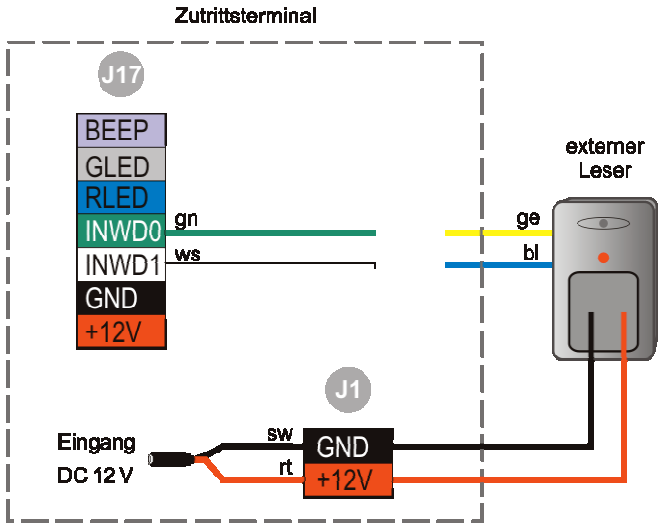 Zutrittsterminal
J17
BEEP
GLED
RLED
INWD0
INWD1
GND
+12V
gn
ws
ge
bl
externer
Leser
J1
Eingang
DC 12 V
sw
rt
GND
+12V